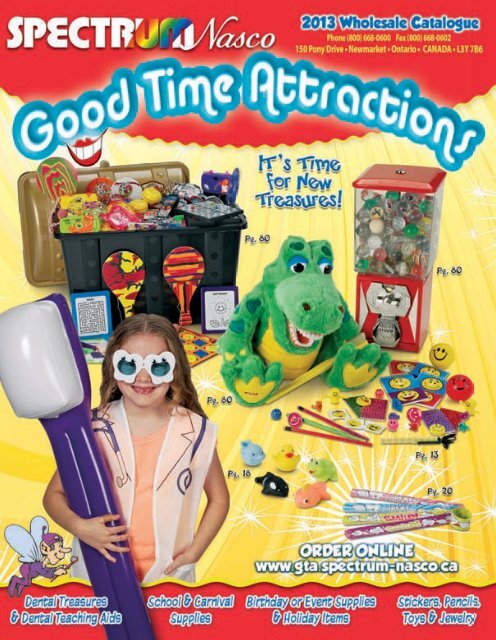 SPECTRUM Nasco
2013 Wholesale Catalogue
Phone (800) 668-0600 Fax (800) 668-0602
150 Pony Drive • Newmarket • Ontario • CANADA • L3Y 7B6
Good Time Attractions
It's Time
for New
Treasures!
Pg. 80
Pg. 80
Pg. 80
Pg. 13
Pg. 18
Pg. 20
ORDER ONLINE
www.gta.spectrum-nasco.ca
Dental Treasures
& Dental Teaching Aids
School & Carnival
Supplies
Birthday or Event Supplies
& Holiday Items
Stickers, Pencils,
Toys & Jewelry